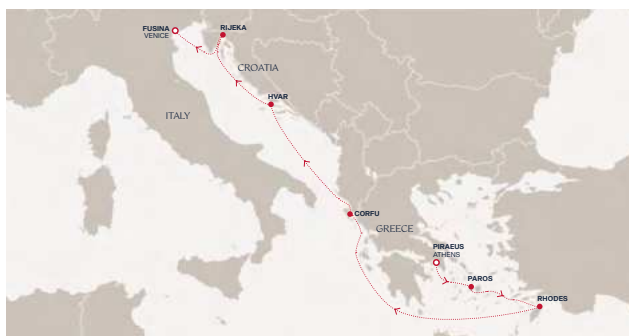 FUSINA
VENICE
RIJEKA
CROATIA
HVAR
ITALY
CORFU
GREECE
PIRAEUS
ATHENS
PAROS
RHODES